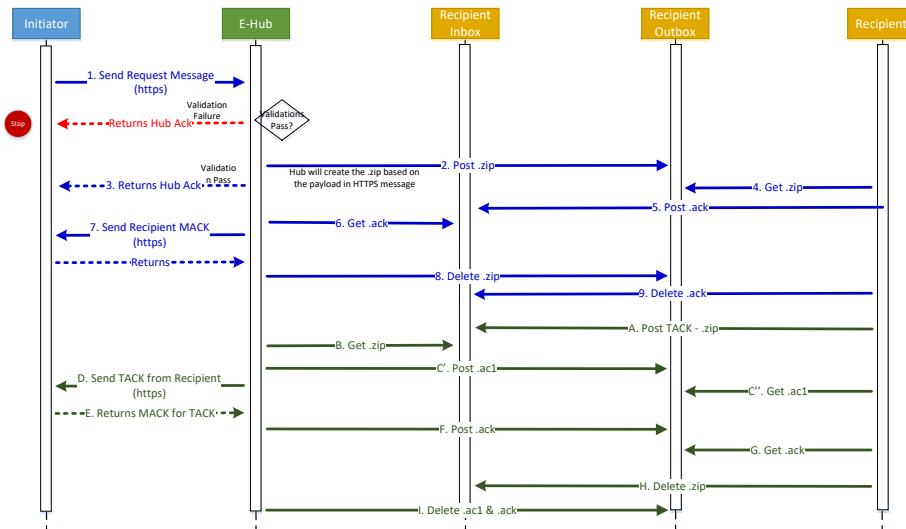 Initiator
E-Hub
Recipient
Inbox
Recipient
Outbox
Recipient
1. Send Request Message
(https)
Validation
Failure
Validations
Pass?
Stop
Returns Hub Ack
2. Post .zip
Validatio
n Pass
Hub will create the .zip based on
the payload in HTTPS message
3. Returns Hub Ack
4. Get .zip
5. Post .ack
6. Get .ack
7. Send Recipient MACK
(https)
Returns
8. Delete .zip
9. Delete .ack
A. Post TACK - .zip
B. Get .zip
C'. Post .ac1
D. Send TACK from Recipient
(https)
C''. Get .ac1
E. Returns MACK for TACK
F. Post .ack
G. Get .ack
H. Delete .zip
I. Delete .ac1 & .ack